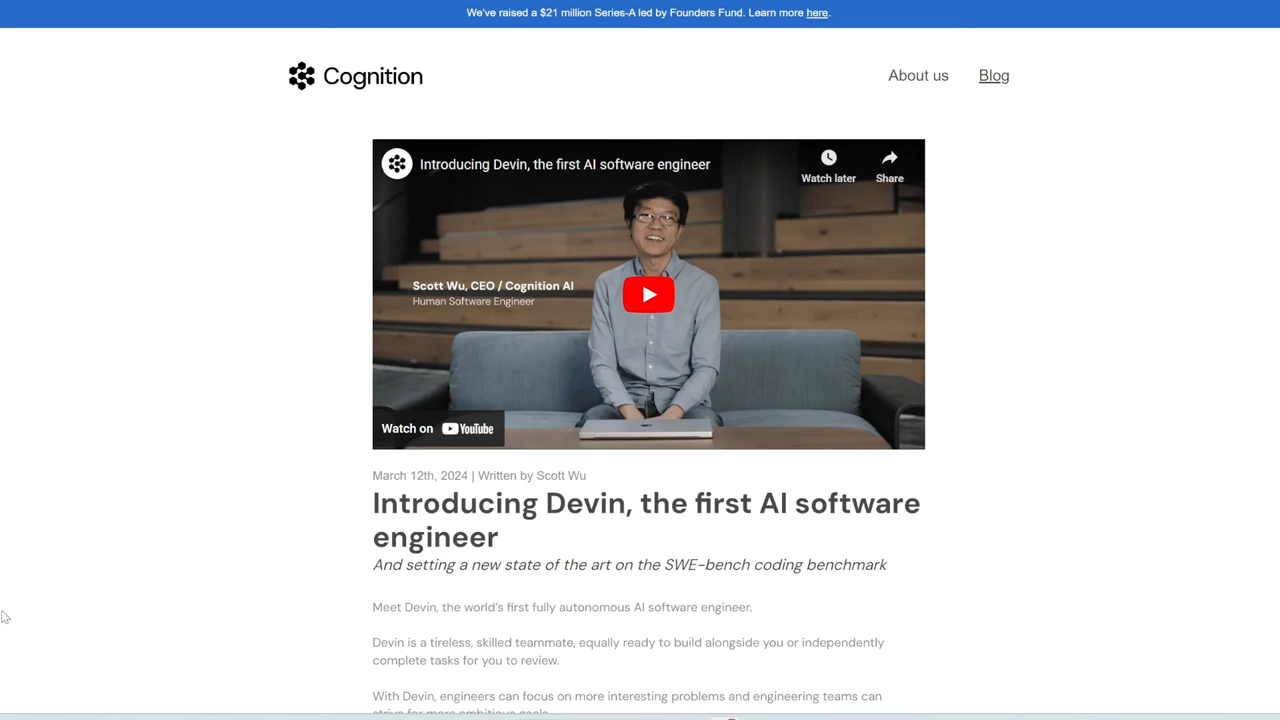 We've raised a $21 million Series-A led by Founders Fund. Learn more here.
Cognition
About us
Blog
Introducing Devin, the first AI software engineer
Watch later
Share
Scott Wu, CEO / Cognition AI
Human Software Engineer
Watch on YouTube
March 12th, 2024 | Written by Scott Wu
Introducing Devin, the first AI software
engineer
And setting a new state of the art on the SWE-bench coding benchmark
Meet Devin, the world's first fully autonomous AI software engineer.
Devin is a tireless, skilled teammate, equally ready to build alongside you or independently
complete tasks for you to review.
With Devin, engineers can focus on more interesting problems and engineering teams can
strive for more ambitious goals.